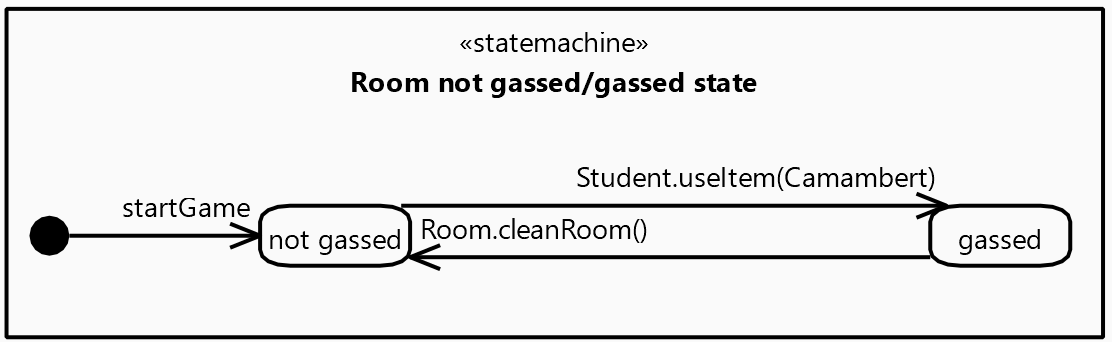 «statemachine»
Room not gassed/gassed state
Student.useItem(Camambert)
startGame
Room.cleanRoom()
not gassed
gassed